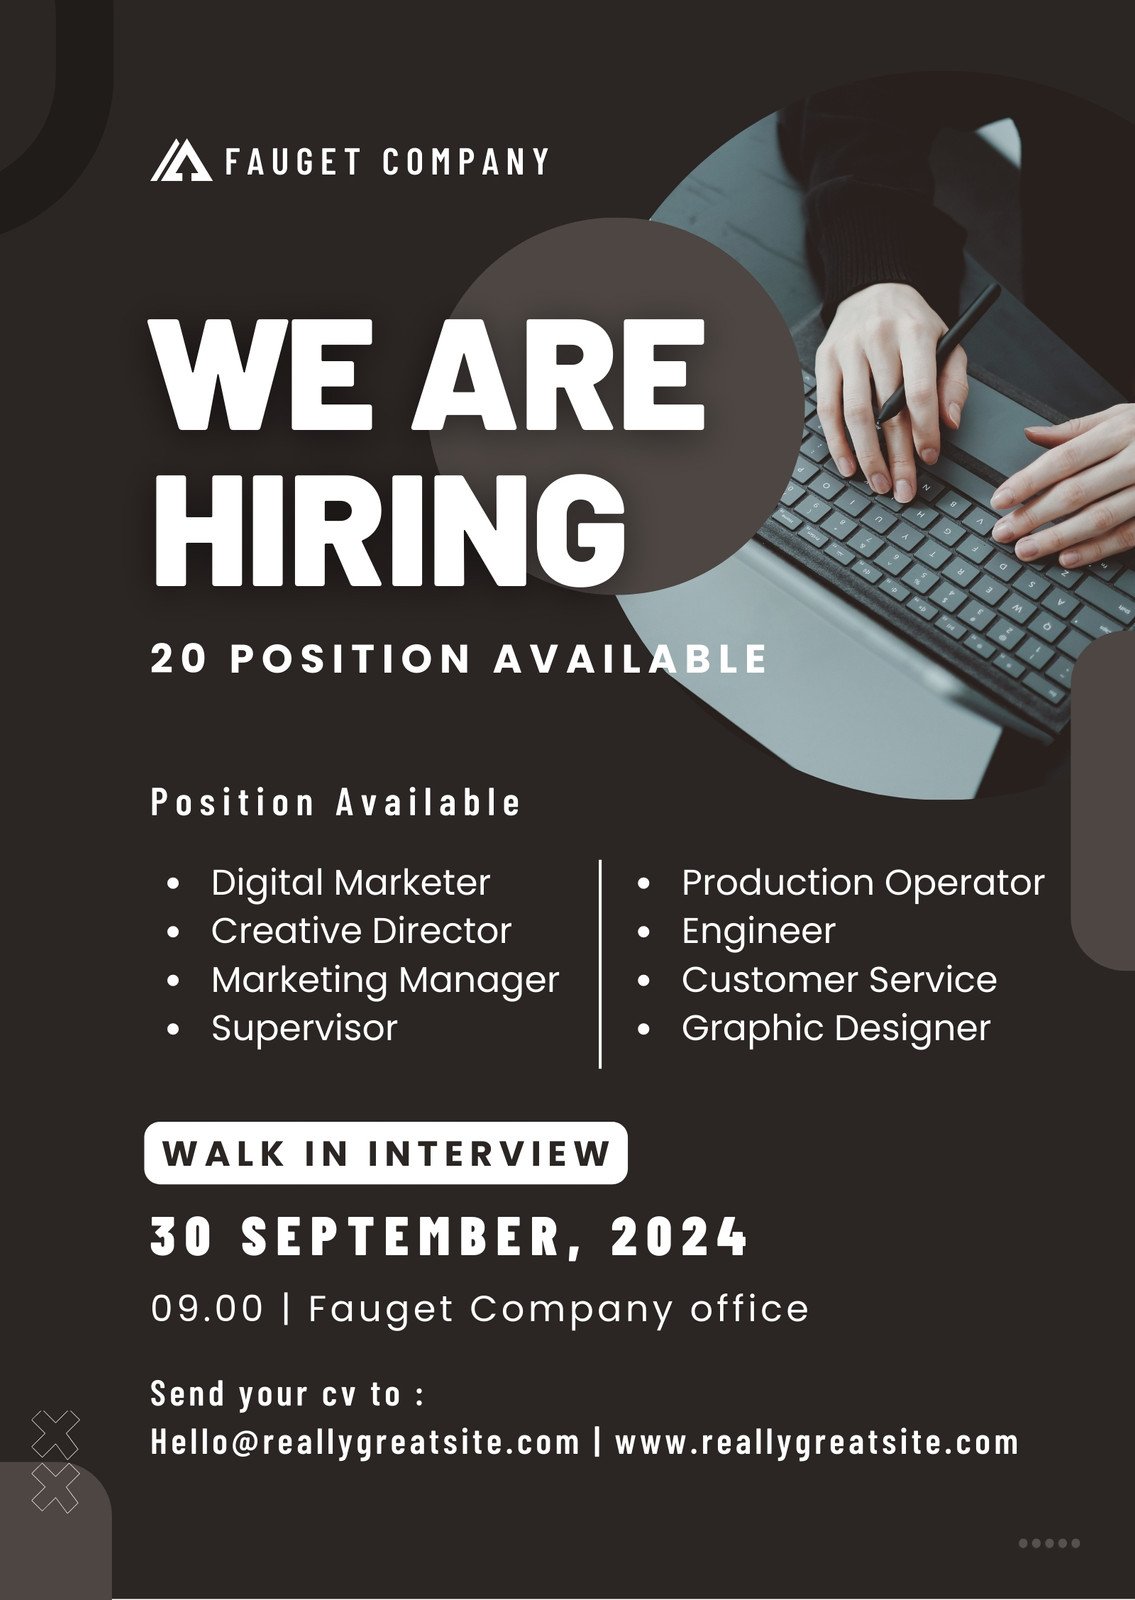 FAUGET COMPANY
WE ARE
HIRING
20 POSITION AVAILABLE
Position Available
Digital Marketer
Creative Director
Marketing Manager
Supervisor
Production Operator
Engineer
Customer Service
Graphic Designer
WALK IN INTERVIEW
30 SEPTEMBER, 2024
09.00 | Fauget Company office
Send your cv to :
Hello@reallygreatsite.com | www.reallygreatsite.com